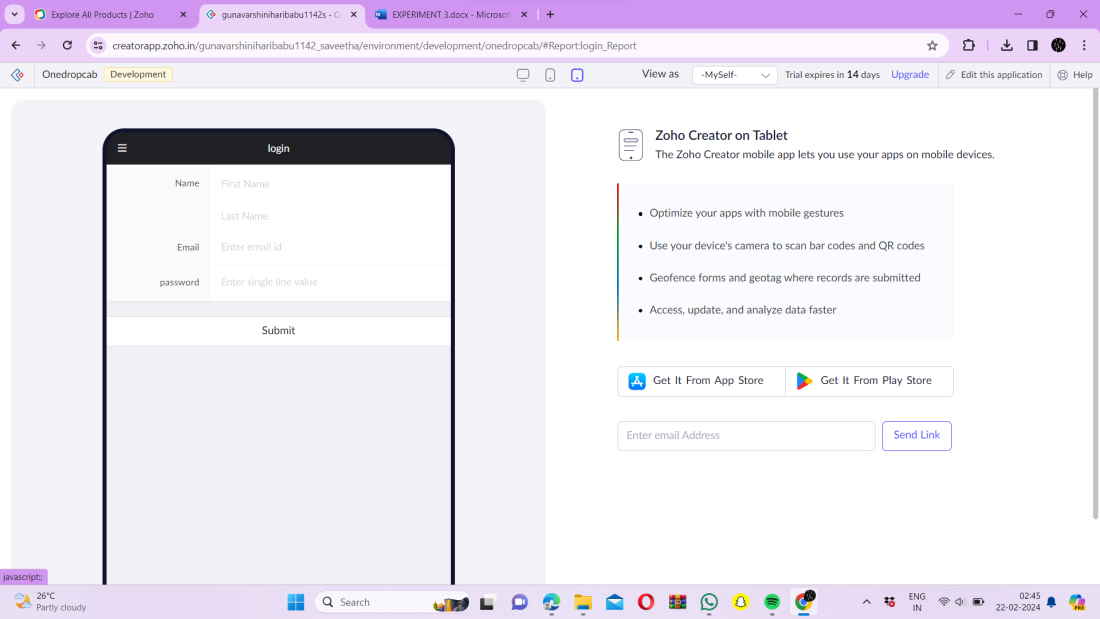 Explore All Products | Zoho
gunavarshiniharibabu1142s - O
EXPERIMENT 3.docx - Microsoft
creatorapp.zoho.in/gunavarshiniharibabu1142_saveetha/environment/development/onedropcab/#Report:login_Report
Onedropcab Development View as -MySelf- Trial expires in 14 days Upgrade Edit this application Help
login
Name First Name
Last Name
Email Enter email id
password Enter single line value
Submit
Zoho Creator on Tablet
The Zoho Creator mobile app lets you use your apps on mobile devices.
• Optimize your apps with mobile gestures
• Use your device's camera to scan bar codes and QR codes
• Geofence forms and geotag where records are submitted
• Access, update, and analyze data faster
Get It From App Store Get It From Play Store
Enter email Address Send Link
javascript:;
26°C
Partly cloudy
Search
ENG
IN
02:45
22-02-2024
PRE